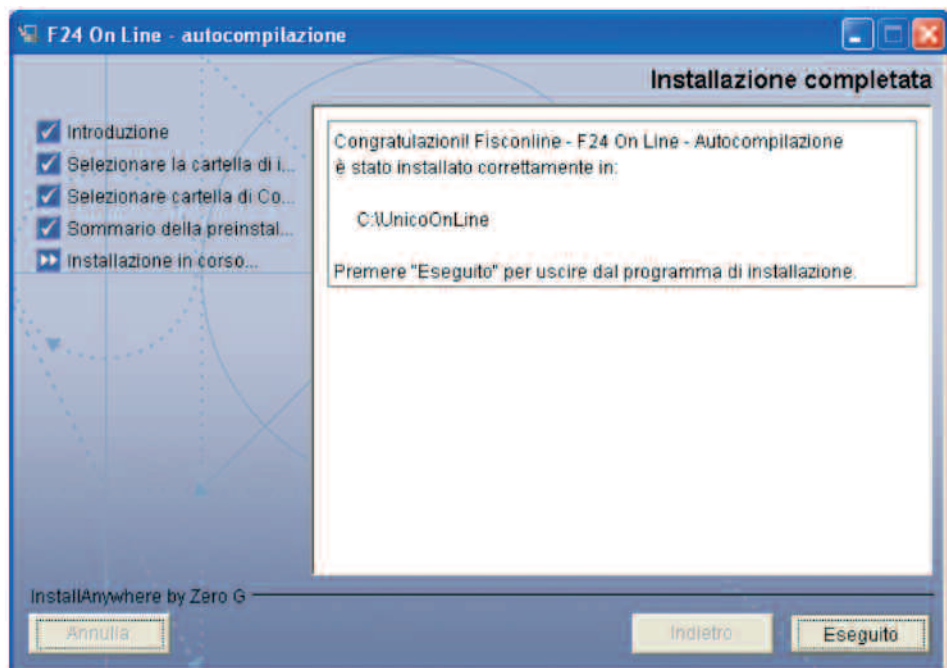 F24 On Line - autocompilazione
Installazione completata
Introduzione
Selezionare la cartella di i...
Selezionare cartella di Co...
Sommario della preinstal...
Installazione in corso...
Congratulazioni! Fisconline - F24 On Line - Autocompilazione
è stato installato correttamente in:
C:\UnicoOnLine
Premere "Eseguito" per uscire dal programma di installazione.
InstallAnywhere by Zero G
Annulla
Indietro
Eseguito